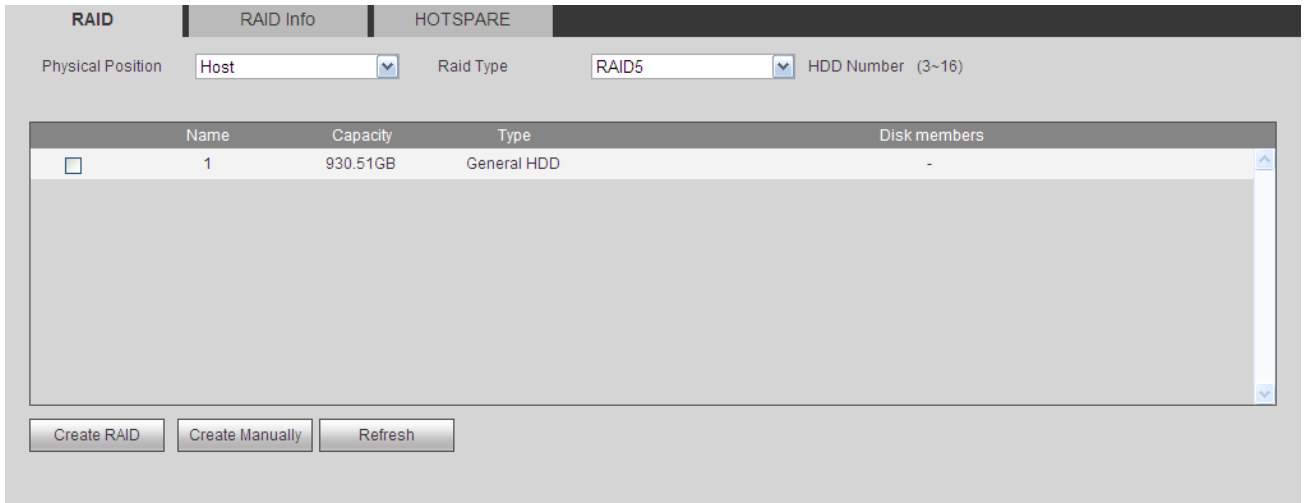 RAID RAID Info HOTSPARE
Physical Position Host Raid Type RAID5 HDD Number (3~16)
Name Capacity Type Disk members
1 930.51GB General HDD -
Create RAID Create Manually Refresh